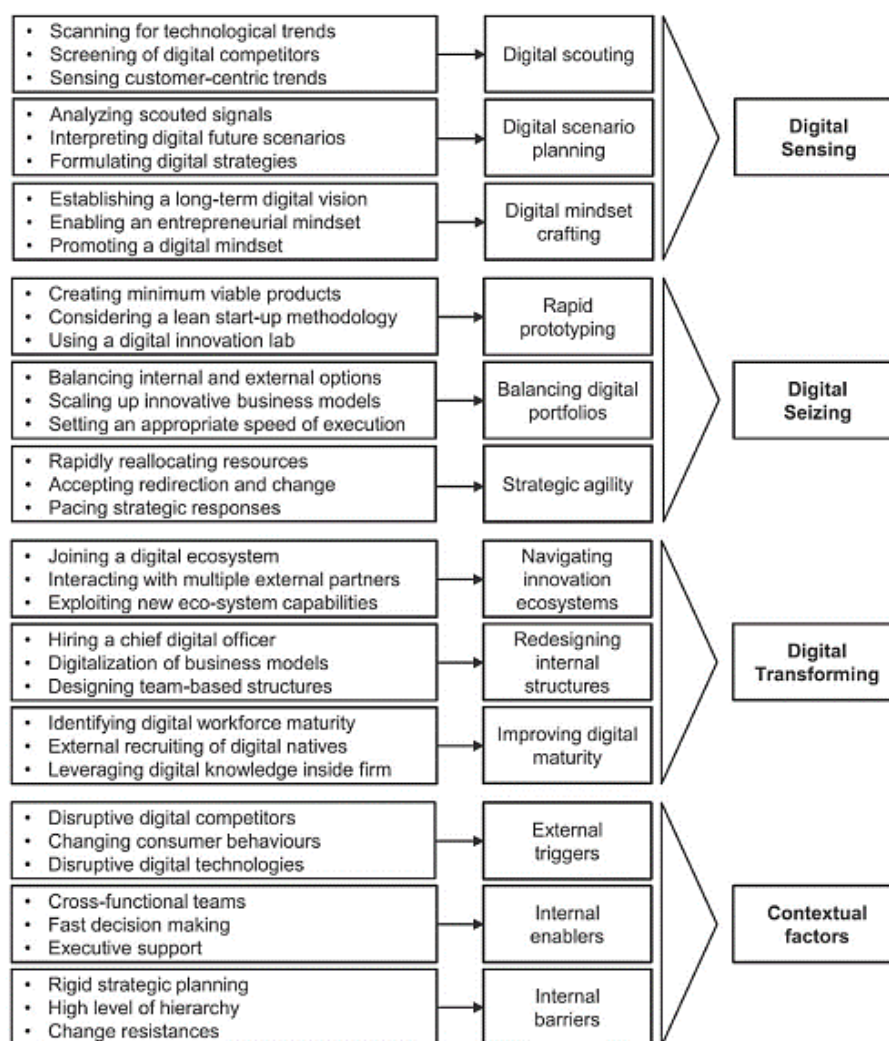 • Scanning for technological trends
• Screening of digital competitors
• Sensing customer-centric trends
Digital scouting
• Analyzing scouted signals
• Interpreting digital future scenarios
• Formulating digital strategies
Digital scenario
planning
• Establishing a long-term digital vision
• Enabling an entrepreneurial mindset
• Promoting a digital mindset
Digital mindset
crafting
Digital
Sensing
• Creating minimum viable products
• Considering a lean start-up methodology
• Using a digital innovation lab
Rapid
prototyping
• Balancing internal and external options
• Scaling up innovative business models
• Setting an appropriate speed of execution
Balancing digital
portfolios
• Rapidly reallocating resources
• Accepting redirection and change
• Pacing strategic responses
Strategic agility
Digital
Seizing
• Joining a digital ecosystem
• Interacting with multiple external partners
• Exploiting new eco-system capabilities
Navigating
innovation
ecosystems
• Hiring a chief digital officer
• Digitalization of business models
• Designing team-based structures
Redesigning
internal
structures
• Identifying digital workforce maturity
• External recruiting of digital natives
• Leveraging digital knowledge inside firm
Improving digital
maturity
Digital
Transforming
• Disruptive digital competitors
• Changing consumer behaviours
• Disruptive digital technologies
External
triggers
• Cross-functional teams
• Fast decision making
• Executive support
Internal
enablers
• Rigid strategic planning
• High level of hierarchy
• Change resistances
Internal
barriers
Contextual
factors